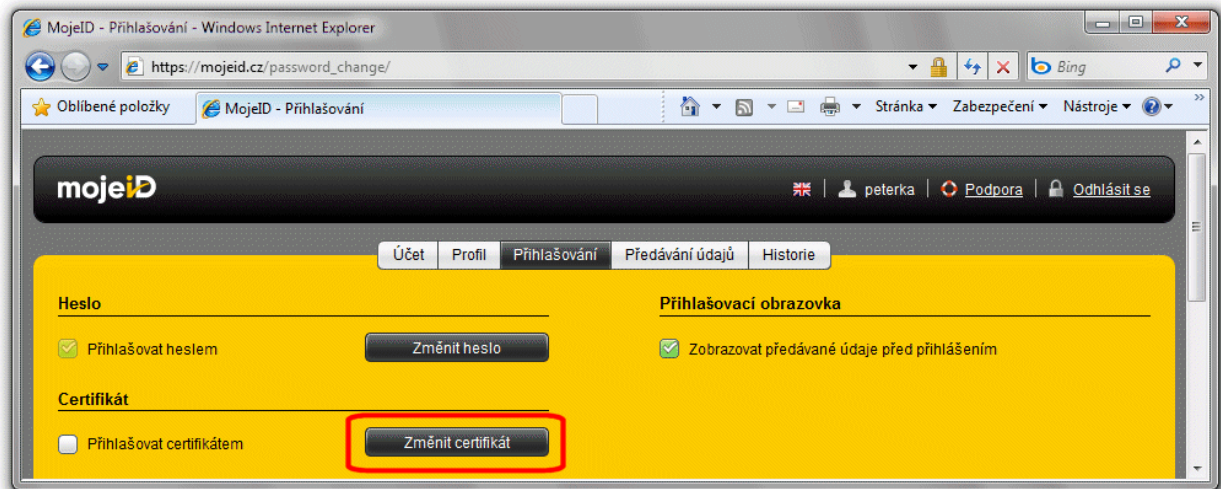 MojeID - Přihlašování - Windows Internet Explorer
https://mojeid.cz/password_change/
Bing
Oblíbené položky
MojeID - Přihlašování
Stránka
Zabezpečení
Nástroje
mojeiD
peterka
Podpora
Odhlásit se
Účet
Profil
Přihlašování
Předávání údajů
Historie
Heslo
Přihlašovací obrazovka
Přihlašovat heslem
Změnit heslo
Zobrazovat předávané údaje před přihlášením
Certifikát
Přihlašovat certifikátem
Změnit certifikát